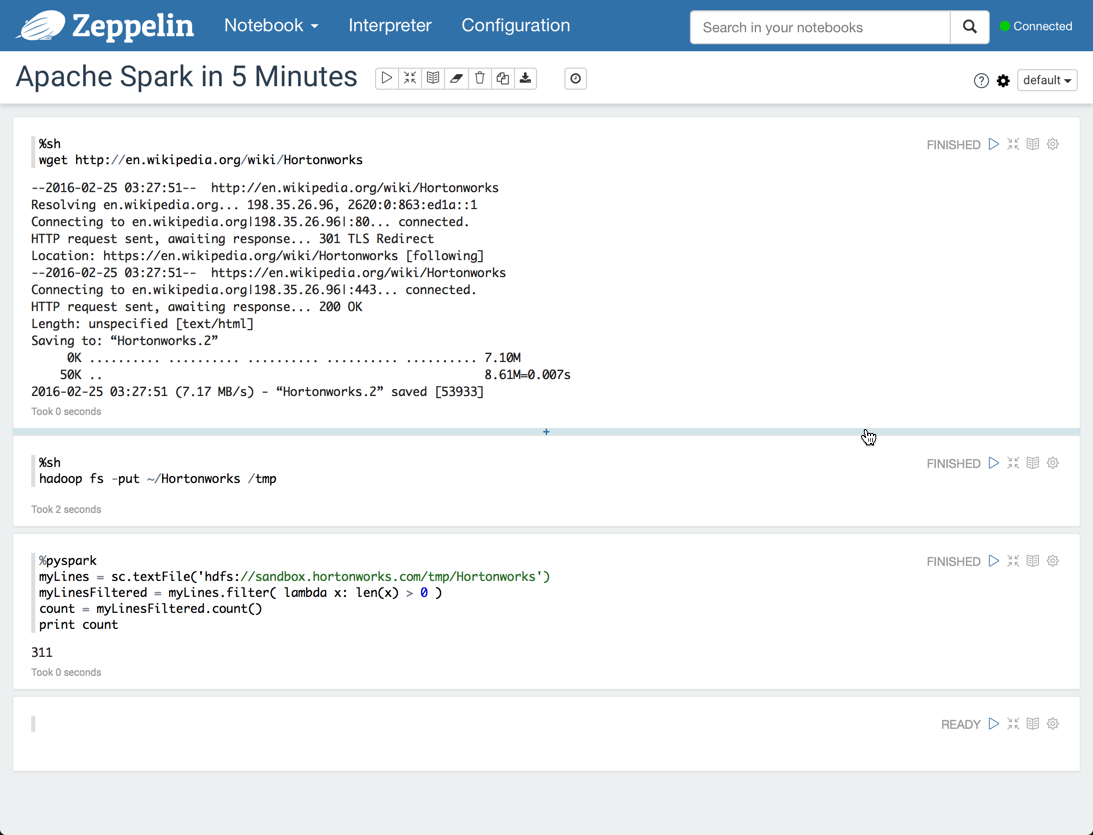 Zeppelin Notebook Interpreter Configuration Search in your notebooks Connected
Apache Spark in 5 Minutes default
%sh FINISHED
wget http://en.wikipedia.org/wiki/Hortonworks
--2016-02-25 03:27:51-- http://en.wikipedia.org/wiki/Hortonworks
Resolving en.wikipedia.org... 198.35.26.96, 2620:0:863:ed1a::1
Connecting to en.wikipedia.org|198.35.26.96|:80... connected.
HTTP request sent, awaiting response... 301 TLS Redirect
Location: https://en.wikipedia.org/wiki/Hortonworks [following]
--2016-02-25 03:27:51-- https://en.wikipedia.org/wiki/Hortonworks
Connecting to en.wikipedia.org|198.35.26.96|:443... connected.
HTTP request sent, awaiting response... 200 OK
Length: unspecified [text/html]
Saving to: “Hortonworks.2”
0K .......... .......... .......... .......... .......... 7.10M
50K .. 8.61M=0.007s
2016-02-25 03:27:51 (7.17 MB/s) - “Hortonworks.2” saved [53933]
Took 0 seconds
+
%sh FINISHED
hadoop fs -put ~/Hortonworks /tmp
Took 2 seconds
%pyspark FINISHED
myLines = sc.textFile('hdfs://sandbox.hortonworks.com/tmp/Hortonworks')
myLinesFiltered = myLines.filter( lambda x: len(x) > 0 )
count = myLinesFiltered.count()
print count
311
Took 0 seconds
READY